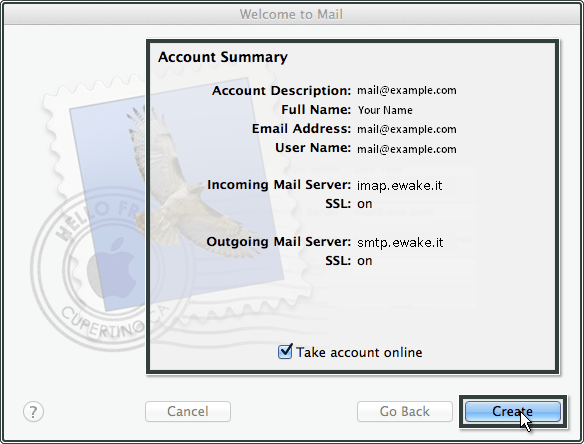 Welcome to Mail
Account Summary
Account Description: mail@example.com
Full Name: Your Name
Email Address: mail@example.com
User Name: mail@example.com
Incoming Mail Server: imap.ewake.it
SSL: on
Outgoing Mail Server: smtp.ewake.it
SSL: on
HELLO FR
CUPERTINO, CA
Take account online
? Cancel Go Back Create